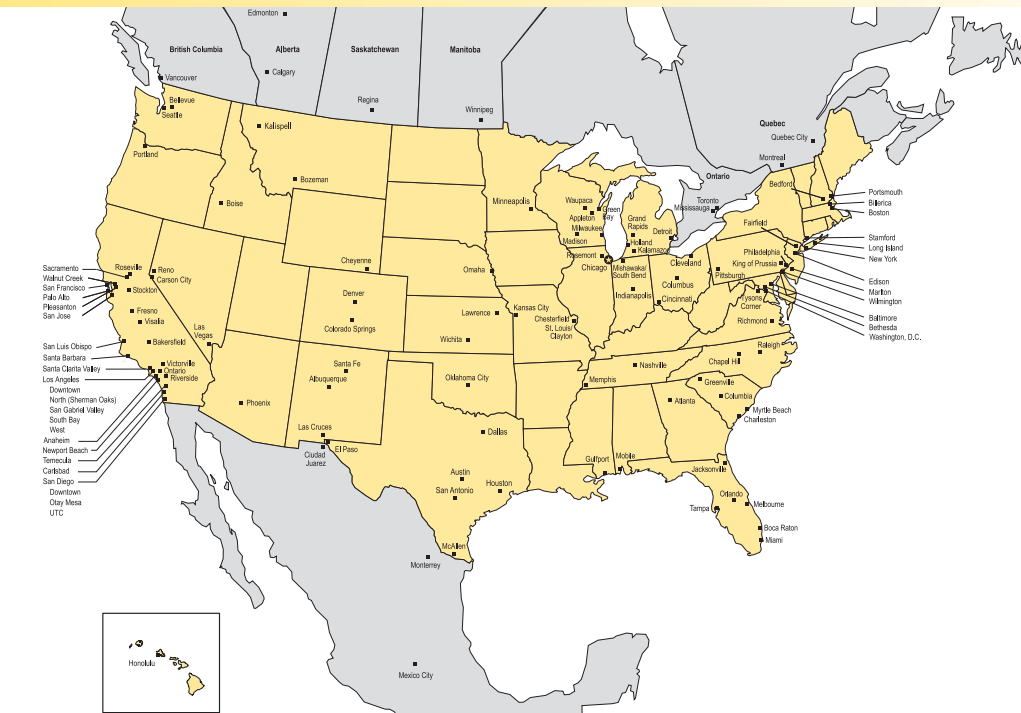 Edmonton
British Columbia
Alberta
Saskatchewan
Manitoba
Calgary
Vancouver
Regina
Winnipeg
Quebec
Quebec City
Montreal
Ontario
Toronto
Mississauga
Bellevue
Seattle
Portland
Kalispell
Bozeman
Boise
Cheyenne
Denver
Colorado Springs
Minneapolis
Omaha
Lawrence
Kansas City
Wichita
Waupaca
Green
Bay
Appleton
Milwaukee
Madison
Rosemont
Chicago
Grand
Rapids
Holland
Kalamazoo
Detroit
Mishawaka/
South Bend
Indianapolis
Cleveland
Columbus
Cincinnati
Chesterfield
St. Louis/
Clayton
Pittsburgh
Bedford
Fairfield
Philadelphia
King of Prussia
Tysons
Corner
Richmond
Portsmouth
Billerica
Boston
Stamford
Long Island
New York
Edison
Marlton
Wilmington
Baltimore
Bethesda
Washington, D.C.
Sacramento
Walnut Creek
San Francisco
Palo Alto
Pleasanton
San Jose
Roseville
Reno
Carson City
Stockton
Fresno
Visalia
Las
Vegas
Bakersfield
Victorville
Ontario
Riverside
San Luis Obispo
Santa Barbara
Santa Clarita Valley
Los Angeles
Downtown
North (Sherman Oaks)
San Gabriel Valley
South Bay
West
Anaheim
Newport Beach
Temecula
Carlsbad
San Diego
Downtown
Otay Mesa
UTC
Phoenix
Santa Fe
Albuquerque
Las Cruces
El Paso
Ciudad
Juarez
Oklahoma City
Dallas
Austin
San Antonio
Houston
McAllen
Monterrey
Mexico City
Nashville
Memphis
Raleigh
Chapel Hill
Greenville
Columbia
Myrtle Beach
Charleston
Atlanta
Gulfport
Mobile
Jacksonville
Orlando
Tampa
Melbourne
Boca Raton
Miami
Honolulu